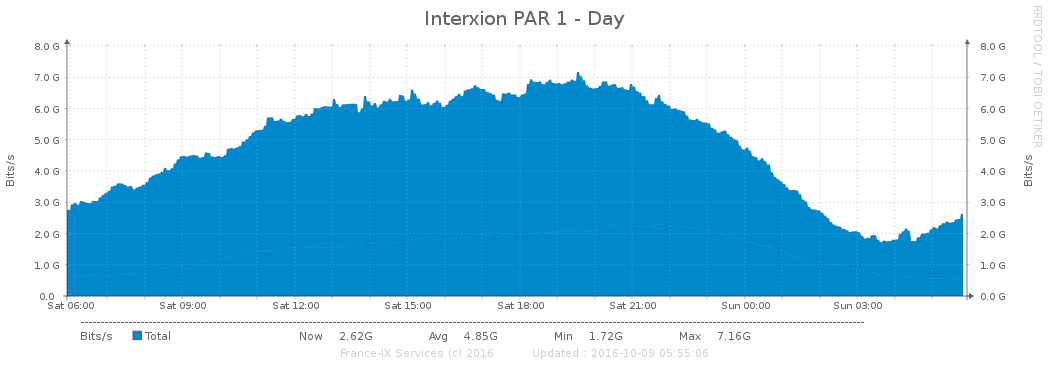 Interxion PAR 1 - Day
RRDTOOL / TOBI OETIKER
Bits/s
8.0 G 8.0 G
7.0 G 7.0 G
6.0 G 6.0 G
5.0 G 5.0 G
4.0 G 4.0 G
3.0 G 3.0 G
2.0 G 2.0 G
1.0 G 1.0 G
0.0 0.0 G
Bits/s
Sat 06:00 Sat 09:00 Sat 12:00 Sat 15:00 Sat 18:00 Sat 21:00 Sun 00:00 Sun 03:00
Bits/s Total Now 2.62G Avg 4.85G Min 1.72G Max 7.16G
France-IX Services (c) 2016 Updated : 2016-10-09 05:55:06